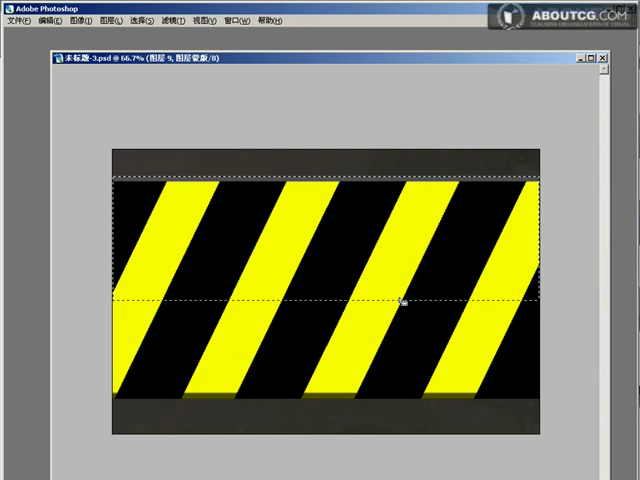 Adobe Photoshop
ABOUTCG.COM
文件(F) 编辑(E) 图像(I) 图层(L) 选择(S) 滤镜(T) 视图(V) 窗口(W) 帮助(H)
未标题-3.psd @ 66.7% (图层 9, 图层蒙版/8)